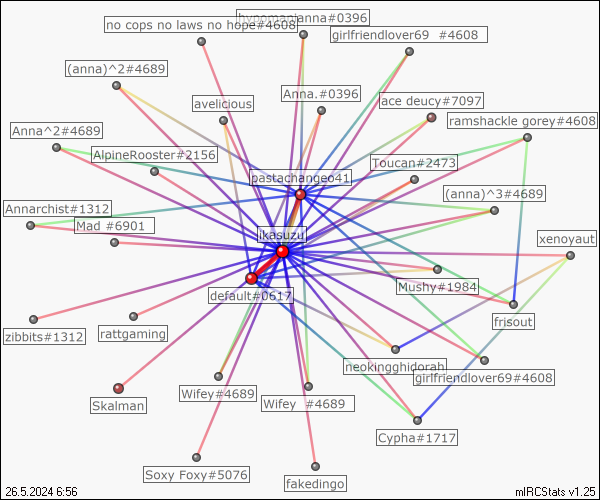 hypomanianna#0396
no cops no laws no hope#4608
girlfriendlover69 #4608
(anna)^2#4689
Anna.#0396
avelicious
ace deucy#7097
ramshackle gorey#4608
Anna^2#4689
AlpineRooster#2156
Toucan#2473
pastachangeo41
(anna)^3#4689
Annarchist#1312
Mad #6901
ikasuzu
xenoyaut
Mushy#1984
default#0617
frisout
zibbits#1312
rattgaming
neokingghidorah
girlfriendlover69#4608
Wifey#4689
Wifey #4689
Skalman
Cypha#1717
Soxy Foxy#5076
fakedingo
26.5.2024 6:56
mIRCStats v1.25